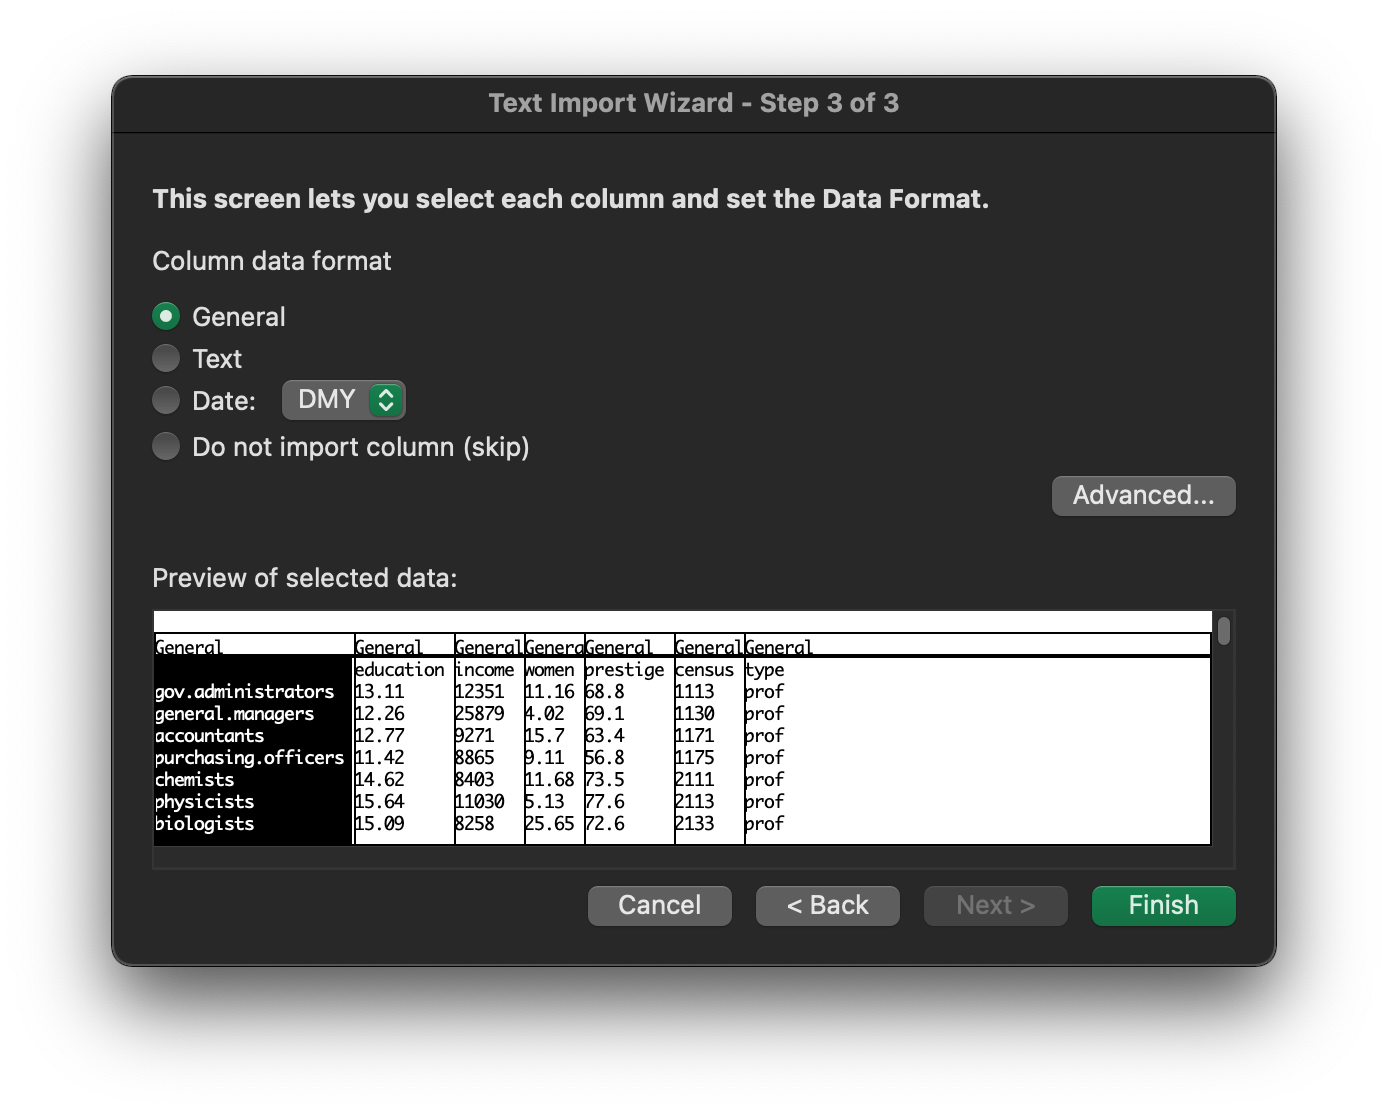 Text Import Wizard - Step 3 of 3
This screen lets you select each column and set the Data Format.
Column data format
General
Text
Date: DMY
Do not import column (skip)
Advanced...
Preview of selected data:
General General General General General General General
education income women prestige census type
gov.administrators 13.11 12351 11.16 68.8 1113 prof
general.managers 12.26 25879 4.02 69.1 1130 prof
accountants 12.77 9271 15.7 63.4 1171 prof
purchasing.officers 11.42 8865 9.11 56.8 1175 prof
chemists 14.62 8403 11.68 73.5 2111 prof
physicists 15.64 11030 5.13 77.6 2113 prof
biologists 15.09 8258 25.65 72.6 2133 prof
Cancel < Back Next > Finish